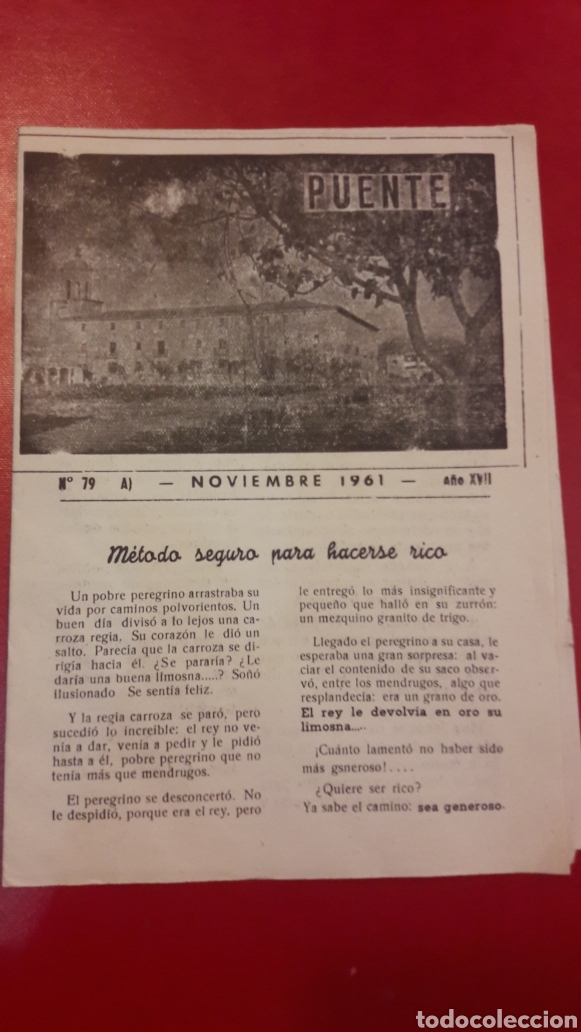 PUENTE
Nº 79 A) — NOVIEMBRE 1961 — año XVII
Método seguro para hacerse rico
Un pobre peregrino arrastraba su
vida por caminos polvorientos. Un
buen día divisó a lo lejos una ca-
rroza regia. Su corazón le dió un
salto. Parecía que la carroza se di-
rigía hacia él. ¿Se pararía? ¿Le
daría una buena limosna.....? Soñó
ilusionado Se sentía feliz.
Y la regia carroza se paró, pero
sucedió lo increíble: el rey no ve-
nía a dar, venía a pedir y le pidió
hasta a él, pobre peregrino que no
tenía más que mendrugos.
El peregrino se desconcertó. No
le despidió, porque era el rey, pero
le entregó lo más insignificante y
pequeño que halló en su zurrón:
un mezquino granito de trigo...
Llegado el peregrino a su casa, le
esperaba una gran sorpresa: al va-
ciar el contenido de su saco obser-
vó, entre los mendrugos, algo que
resplandecía: era un grano de oro.
El rey le devolvía en oro su
limosna.....
¡Cuánto lamentó no haber sido
más gsneroso!....
¿Quiere ser rico?
Ya sabe el camino: sea generoso.
todocoleccion.net